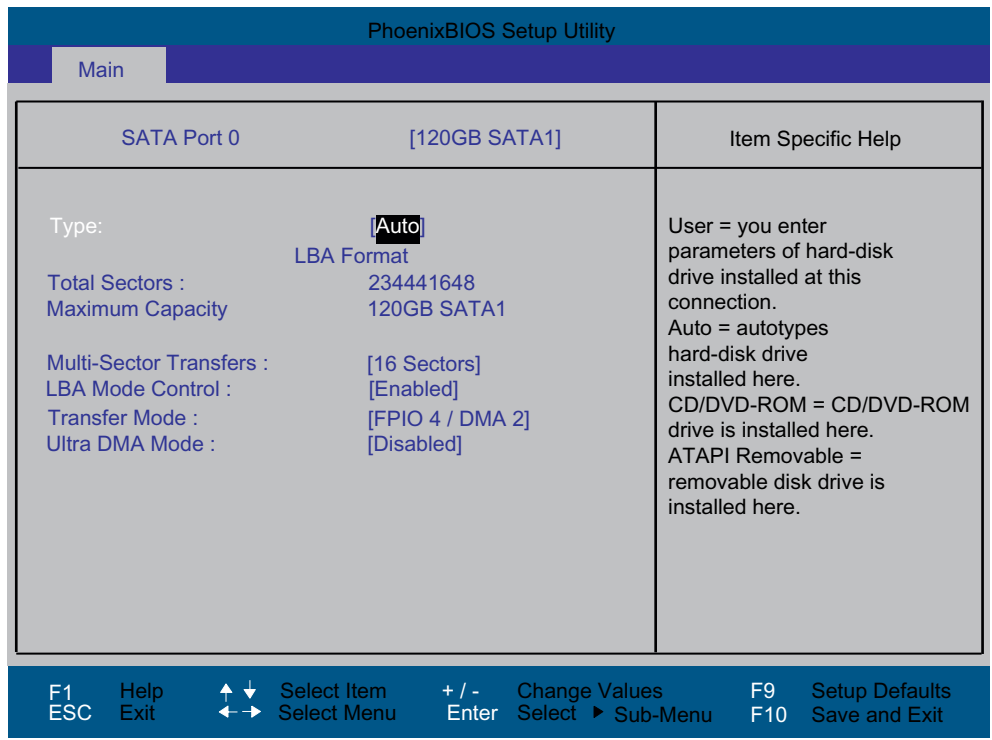 PhoenixBIOS Setup Utility
Main
SATA Port 0 [120GB SATA1]
Item Specific Help
Type: [Auto]
LBA Format
Total Sectors : 234441648
Maximum Capacity 120GB SATA1
Multi-Sector Transfers : [16 Sectors]
LBA Mode Control : [Enabled]
Transfer Mode : [FPIO 4 / DMA 2]
Ultra DMA Mode : [Disabled]
User = you enter
parameters of hard-disk
drive installed at this
connection.
Auto = autotypes
hard-disk drive
installed here.
CD/DVD-ROM = CD/DVD-ROM
drive is installed here.
ATAPI Removable =
removable disk drive is
installed here.
F1 Help Select Item + / - Change Values F9 Setup Defaults
ESC Exit Select Menu Enter Select Sub-Menu F10 Save and Exit